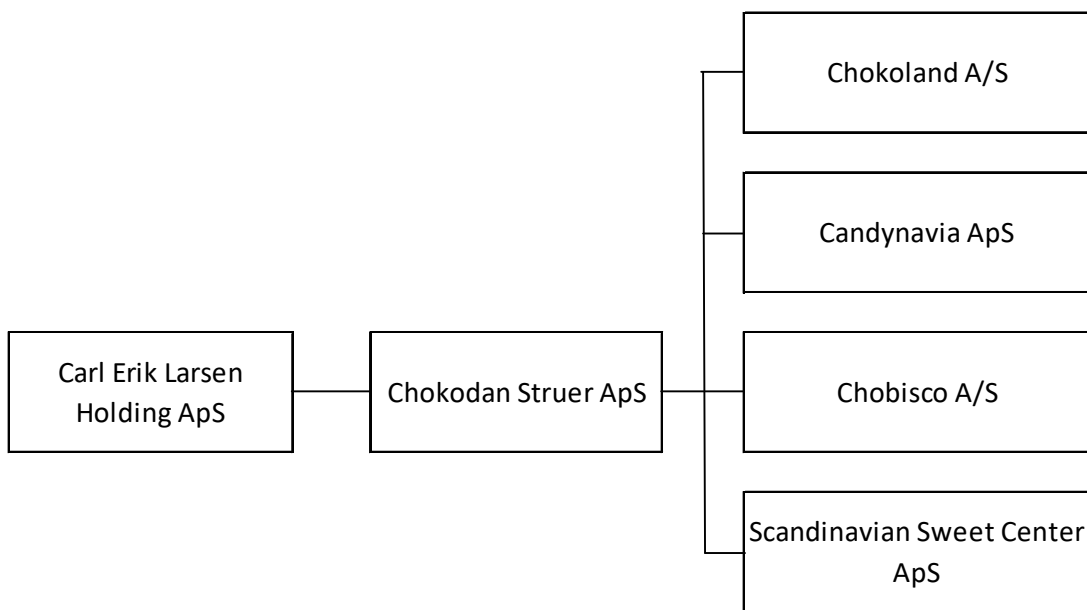 Chokoland A/S
Candynavia ApS
Carl Erik Larsen
Holding ApS
Chokodan Struer ApS
Chobisco A/S
Scandinavian Sweet Center
ApS